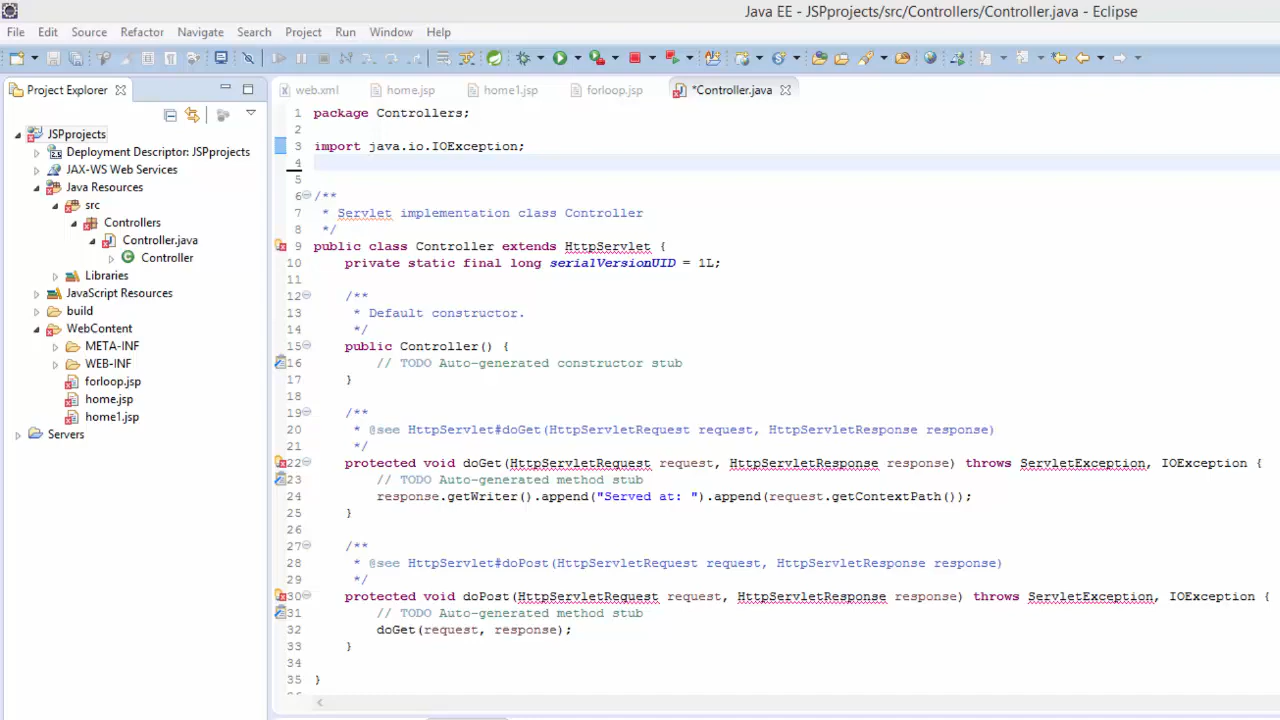 Java EE - JSPprojects/src/Controllers/Controller.java - Eclipse
File Edit Source Refactor Navigate Search Project Run Window Help
Project Explorer
JSPprojects
Deployment Descriptor: JSPprojects
JAX-WS Web Services
Java Resources
src
Controllers
Controller.java
Controller
Libraries
JavaScript Resources
build
WebContent
META-INF
WEB-INF
forloop.jsp
home.jsp
home1.jsp
Servers
web.xml home.jsp home1.jsp forloop.jsp *Controller.java
1 package Controllers;
2
3 import java.io.IOException;
4
5
6 /**
7 * Servlet implementation class Controller
8 */
9 public class Controller extends HttpServlet {
10 private static final long serialVersionUID = 1L;
11
12 /**
13 * Default constructor.
14 */
15 public Controller() {
16 // TODO Auto-generated constructor stub
17 }
18
19 /**
20 * @see HttpServlet#doGet(HttpServletRequest request, HttpServletResponse response)
21 */
22 protected void doGet(HttpServletRequest request, HttpServletResponse response) throws ServletException, IOException {
23 // TODO Auto-generated method stub
24 response.getWriter().append("Served at: ").append(request.getContextPath());
25 }
26
27 /**
28 * @see HttpServlet#doPost(HttpServletRequest request, HttpServletResponse response)
29 */
30 protected void doPost(HttpServletRequest request, HttpServletResponse response) throws ServletException, IOException {
31 // TODO Auto-generated method stub
32 doGet(request, response);
33 }
34
35 }